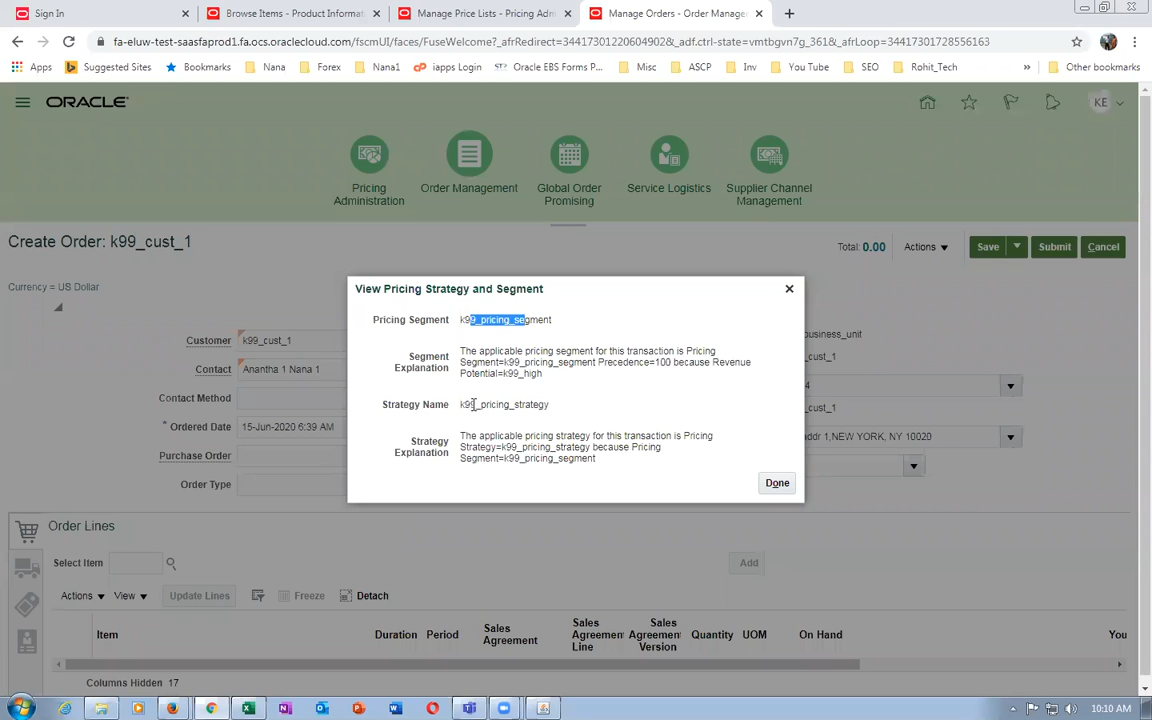 Sign In
Browse Items - Product Informat
Manage Price Lists - Pricing Adm
Manage Orders - Order Manage
fa-eluw-test-saasfaprod1.fa.ocs.oraclecloud.com/fscmUI/faces/FuseWelcome?_afrRedirect=34417301220604902&_adf.ctrl-state=vmtbgvn7g_361&_afrLoop=34417301728556163
Apps Suggested Sites Bookmarks Nana Forex Nana1 iapps Login Oracle EBS Forms P... Misc ASCP Inv You Tube SEO Rohit_Tech » Other bookmarks
ORACLE KE
Pricing Administration
Order Management
Global Order Promising
Service Logistics
Supplier Channel Management
Create Order: k99_cust_1
Total: 0.00 Actions Save Submit Cancel
Currency = US Dollar
Customer k99_cust_1
Contact Anantha 1 Nana 1
Contact Method
* Ordered Date 15-Jun-2020 6:39 AM
Purchase Order
Order Type
business_unit
_cust_1
4
_cust_1
addr 1,NEW YORK, NY 10020
View Pricing Strategy and Segment
Pricing Segment k99_pricing_segment
Segment Explanation
The applicable pricing segment for this transaction is Pricing
Segment=k99_pricing_segment Precedence=100 because Revenue
Potential=k99_high
Strategy Name k99_pricing_strategy
Strategy Explanation
The applicable pricing strategy for this transaction is Pricing
Strategy=k99_pricing_strategy because Pricing
Segment=k99_pricing_segment
Done
Order Lines
Select Item Add
Actions View Update Lines Freeze Detach
Item Duration Period Sales Agreement Sales Agreement Line Sales Agreement Version Quantity UOM On Hand You
Columns Hidden 17
10:10 AM